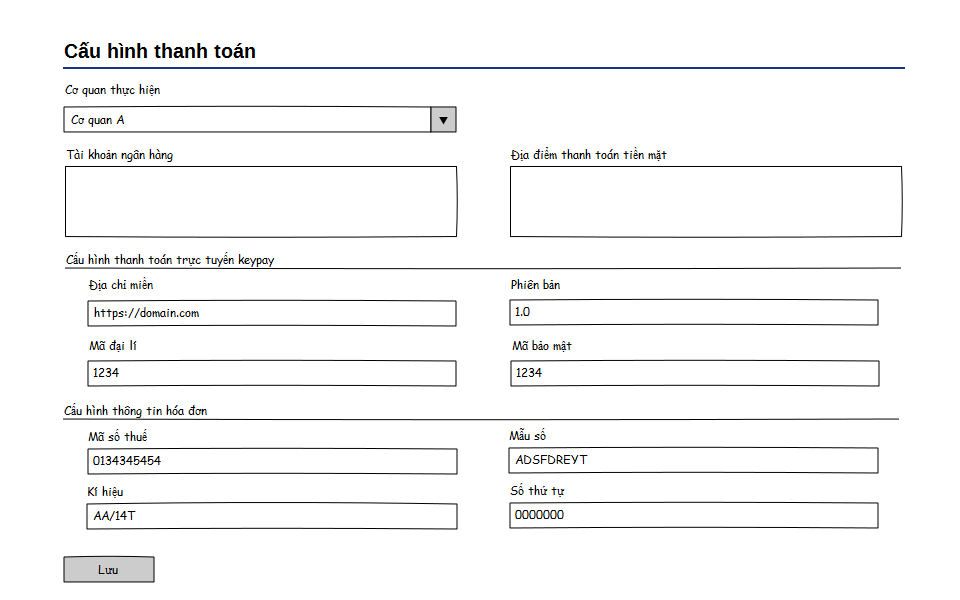 Cấu hình thanh toán
Cơ quan thực hiện
Cơ quan A
Tài khoản ngân hàng
Địa điểm thanh toán tiền mặt
Cấu hình thanh toán trực tuyến keypay
Địa chỉ miền
Phiên bản
https://domain.com
1.0
Mã đại lí
Mã bảo mật
1234
1234
Cấu hình thông tin hóa đơn
Mã số thuế
Mẫu số
0134345454
ADSFDREYT
Kí hiệu
Số thứ tự
AA/14T
0000000
Lưu